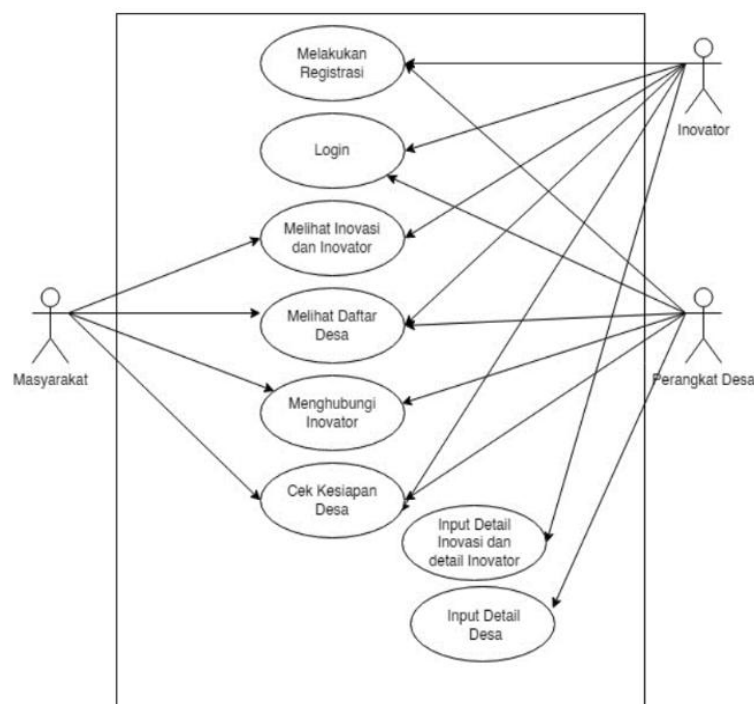 Melakukan
Registrasi
Inovator
Login
Melihat Inovasi
dan Inovator
Melihat Daftar
Desa
Masyarakat
Perangkat Desa
Menghubungi
Inovator
Cek Kesiapan
Desa
Input Detail
Inovasi dan
detail Inovator
Input Detail
Desa